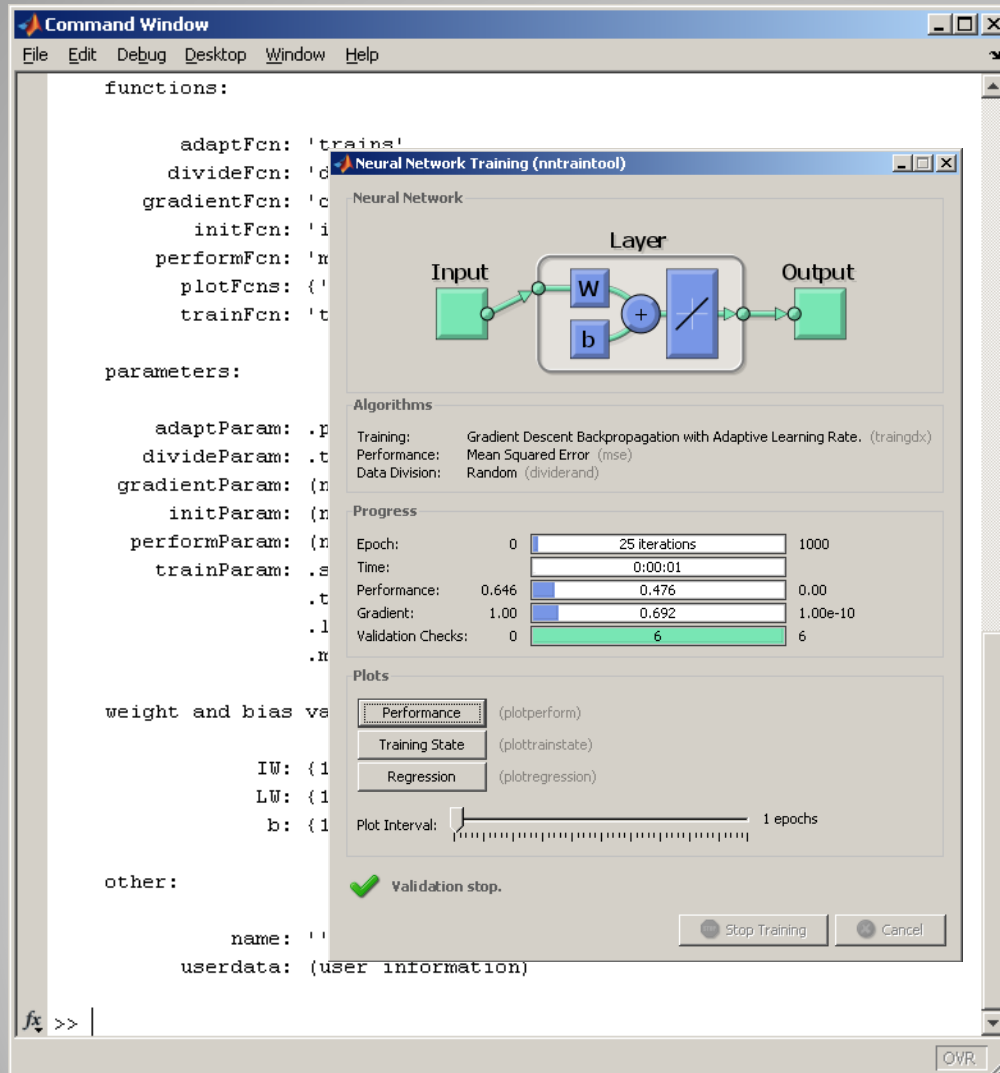 Command Window
File Edit Debug Desktop Window Help
functions:
adaptFcn: 'trains'
divideFcn: 'd
gradientFcn: 'c
initFcn: 'i
performFcn: 'm
plotFcns: {'
trainFcn: 't
parameters:
adaptParam: .p
divideParam: .t
gradientParam: (n
initParam: (n
performParam: (n
trainParam: .s
.t
.l
.m
weight and bias va
IW: {1
LW: {1
b: {1
other:
name: ''
userdata: (user information)
fx >>
OVR
Neural Network Training (nntraintool)
Neural Network
Layer
Input
Output
W
+
b
Algorithms
Training: Gradient Descent Backpropagation with Adaptive Learning Rate. (traingdx)
Performance: Mean Squared Error (mse)
Data Division: Random (dividerand)
Progress
Epoch: 0 25 iterations 1000
Time: 0:00:01
Performance: 0.646 0.476 0.00
Gradient: 1.00 0.692 1.00e-10
Validation Checks: 0 6 6
Plots
Performance (plotperform)
Training State (plottrainstate)
Regression (plotregression)
Plot Interval: 1 epochs
Validation stop.
Stop Training Cancel